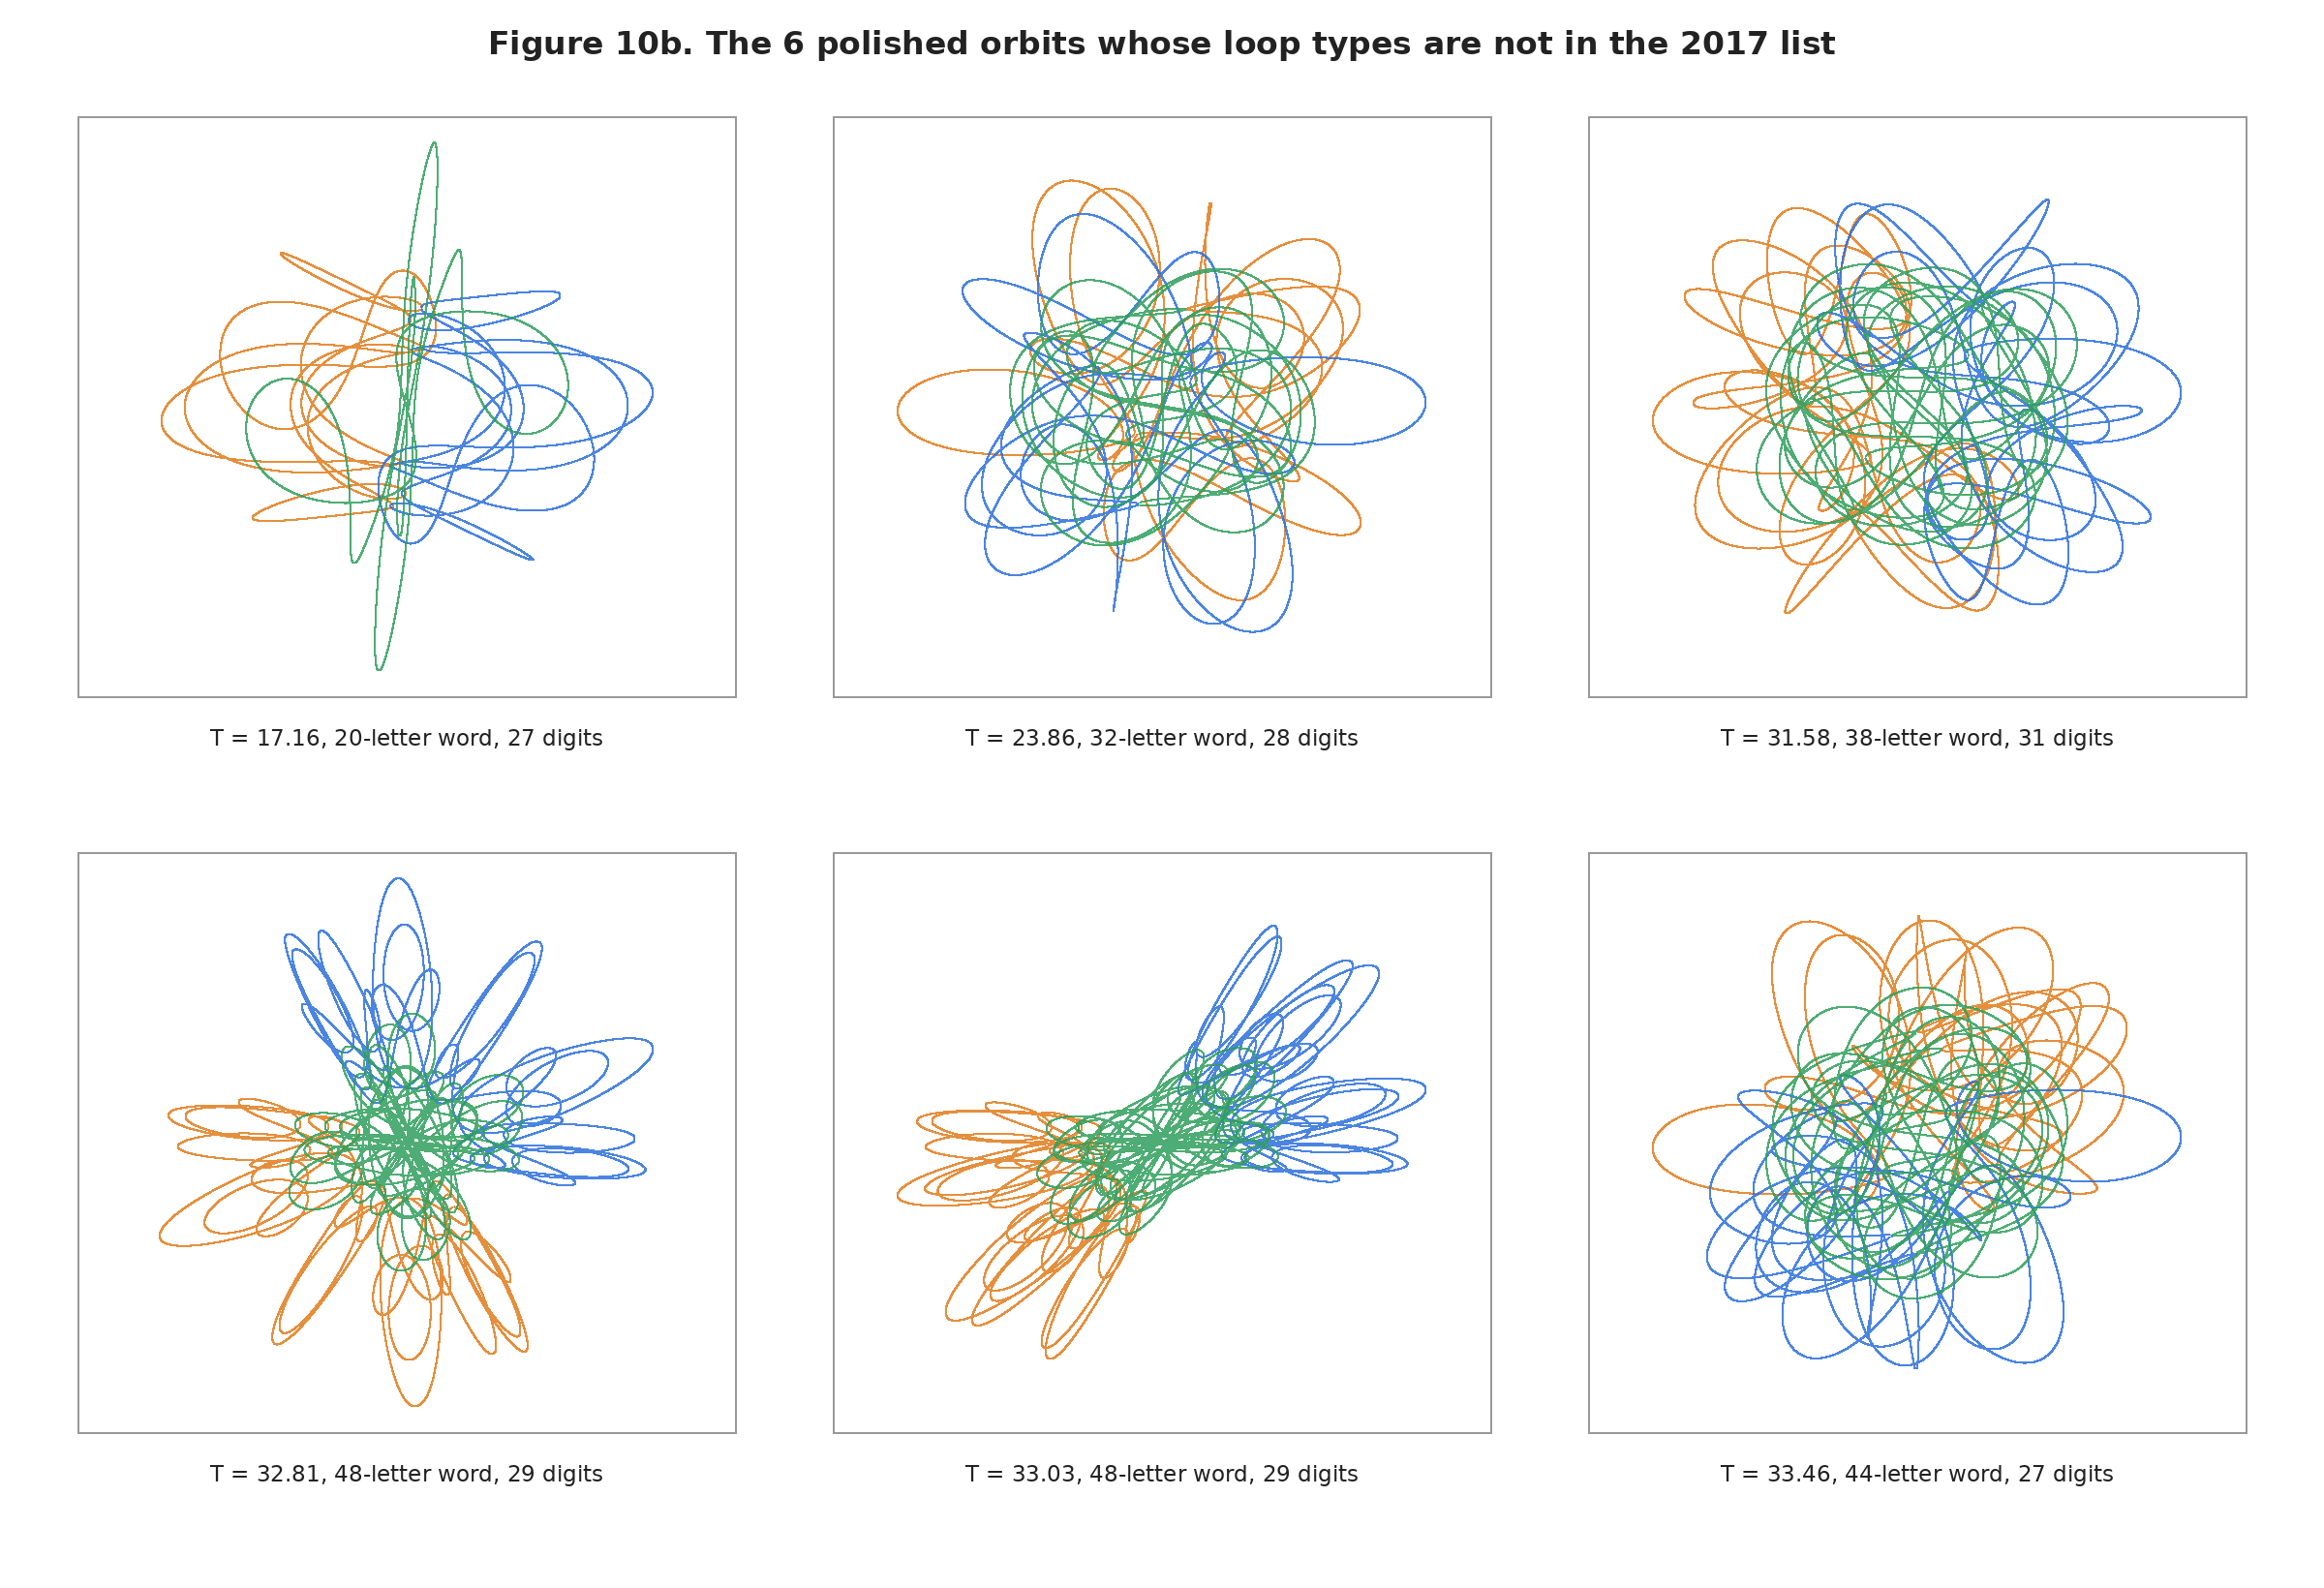 Figure 10b. The 6 polished orbits whose loop types are not in the 2017 list
T = 17.16, 20-letter word, 27 digits
T = 23.86, 32-letter word, 28 digits
T = 31.58, 38-letter word, 31 digits
T = 32.81, 48-letter word, 29 digits
T = 33.03, 48-letter word, 29 digits
T = 33.46, 44-letter word, 27 digits